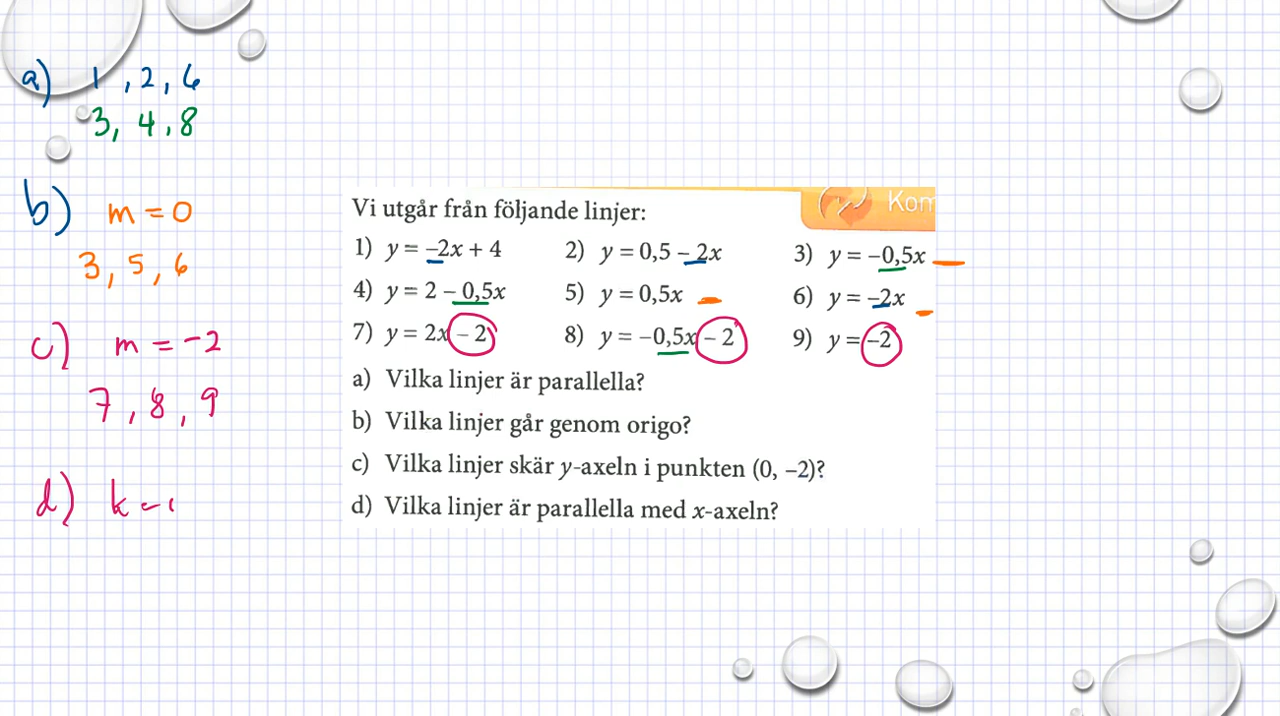 a) 1, 2, 6
3, 4, 8
b) m = 0
3, 5, 6
c) m = -2
7, 8, 9
d) k =
Kom
Vi utgår från följande linjer:
1) y = −2x + 4 2) y = 0,5 − 2x 3) y = −0,5x
4) y = 2 − 0,5x 5) y = 0,5x 6) y = −2x
7) y = 2x − 2 8) y = −0,5x − 2 9) y = −2
a) Vilka linjer är parallella?
b) Vilka linjer går genom origo?
c) Vilka linjer skär y-axeln i punkten (0, −2)?
d) Vilka linjer är parallella med x-axeln?